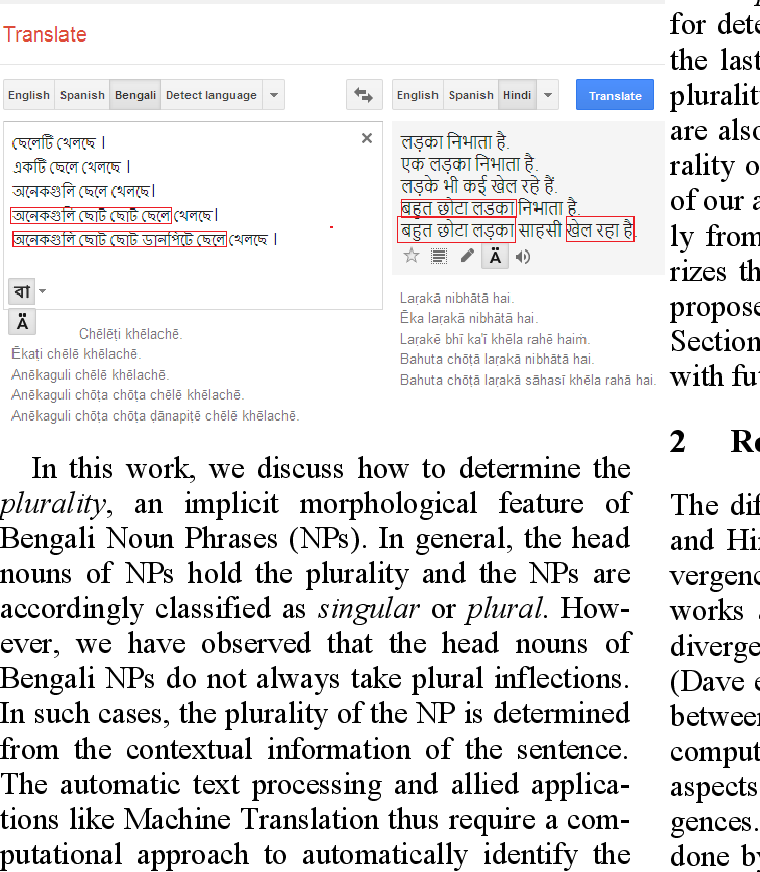 Translate
English Spanish Bengali Detect language
English Spanish Hindi Translate
ছেলেটি খেলছে ।
একটি ছেলে খেলছে ।
অনেকগুলি ছেলে খেলছে।
অনেকগুলি ছোট ছোট ছেলে খেলছে।
অনেকগুলি ছোট ছোট ডানপিটে ছেলে খেলছে ।
বা
Ä
Chēlēṭi khēlachē.
Ēkaṭi chēlē khēlachē.
Anēkaguli chēlē khēlachē.
Anēkaguli chōṭa chōṭa chēlē khēlachē.
Anēkaguli chōṭa chōṭa ḍānapiṭē chēlē khēlachē.
लड़का निभाता है.
एक लड़का निभाता है.
लड़के भी कई खेल रहे हैं.
बहुत छोटा लडका निभाता है.
बहुत छोटा लड़का साहसी खेल रहा है.
Ä
Laṛakā nibhātā hai.
Ēka laṛakā nibhātā hai.
Laṛakē bhī ka'ī khēla rahē haiṁ.
Bahuta chōṭā laṛakā nibhātā hai.
Bahuta chōṭā laṛakā sāhasī khēla rahā hai.
In this work, we discuss how to determine the
plurality, an implicit morphological feature of
Bengali Noun Phrases (NPs). In general, the head
nouns of NPs hold the plurality and the NPs are
accordingly classified as singular or plural. How-
ever, we have observed that the head nouns of
Bengali NPs do not always take plural inflections.
In such cases, the plurality of the NP is determined
from the contextual information of the sentence.
The automatic text processing and allied applica-
tions like Machine Translation thus require a com-
putational approach to automatically identify the
for dete
the last
pluralit
are also
rality o
of our a
ly from
rizes th
propose
Section
with fut
2 Re
The dif
and Hi
vergenc
works a
diverge
(Dave e
between
comput
aspects
gences.
done by